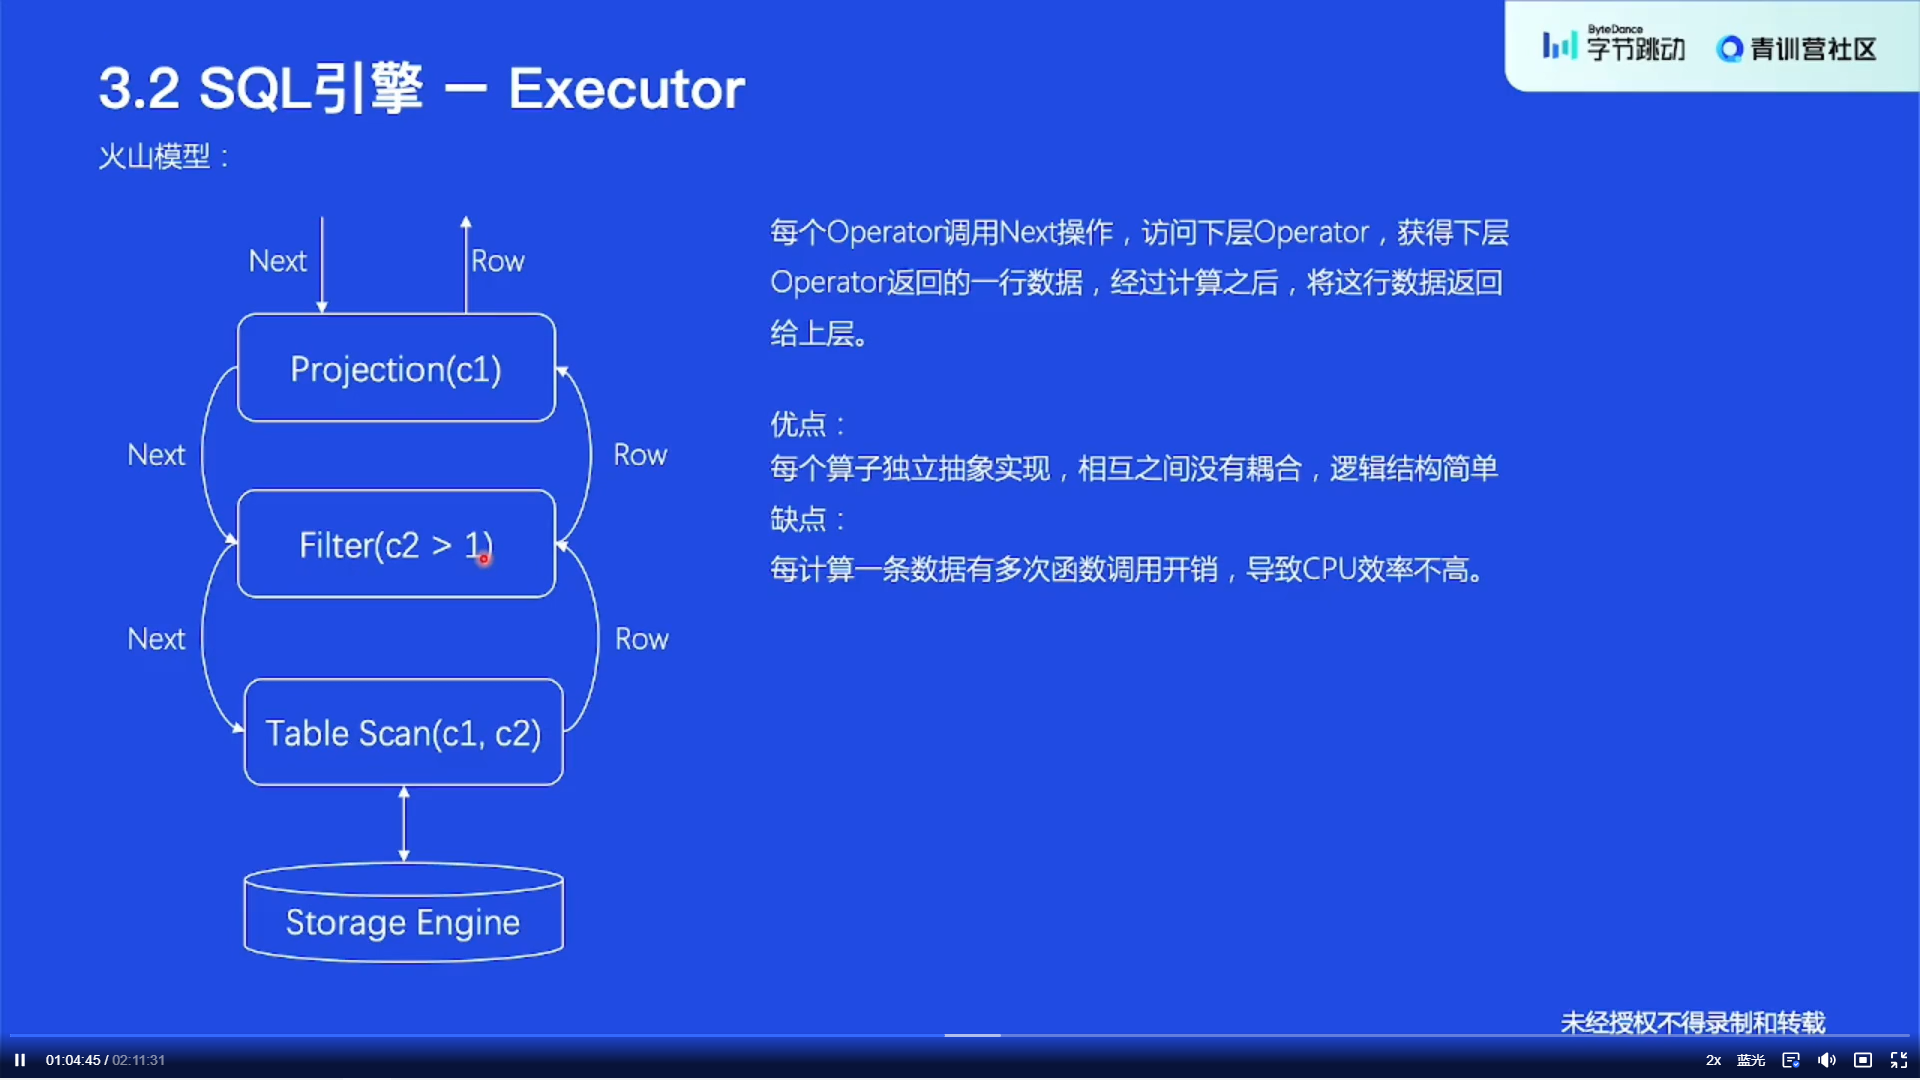 ByteDance
字节跳动
青训营社区
3.2 SQL引擎 － Executor
火山模型：
Next
Row
Projection(c1)
Next
Row
Filter(c2 > 1)
Next
Row
Table Scan(c1, c2)
Storage Engine
每个Operator调用Next操作，访问下层Operator，获得下层
Operator返回的一行数据，经过计算之后，将这行数据返回
给上层。
优点：
每个算子独立抽象实现，相互之间没有耦合，逻辑结构简单
缺点：
每计算一条数据有多次函数调用开销，导致CPU效率不高。
未经授权不得录制和转载
01:04:45 / 02:11:31
2x
蓝光